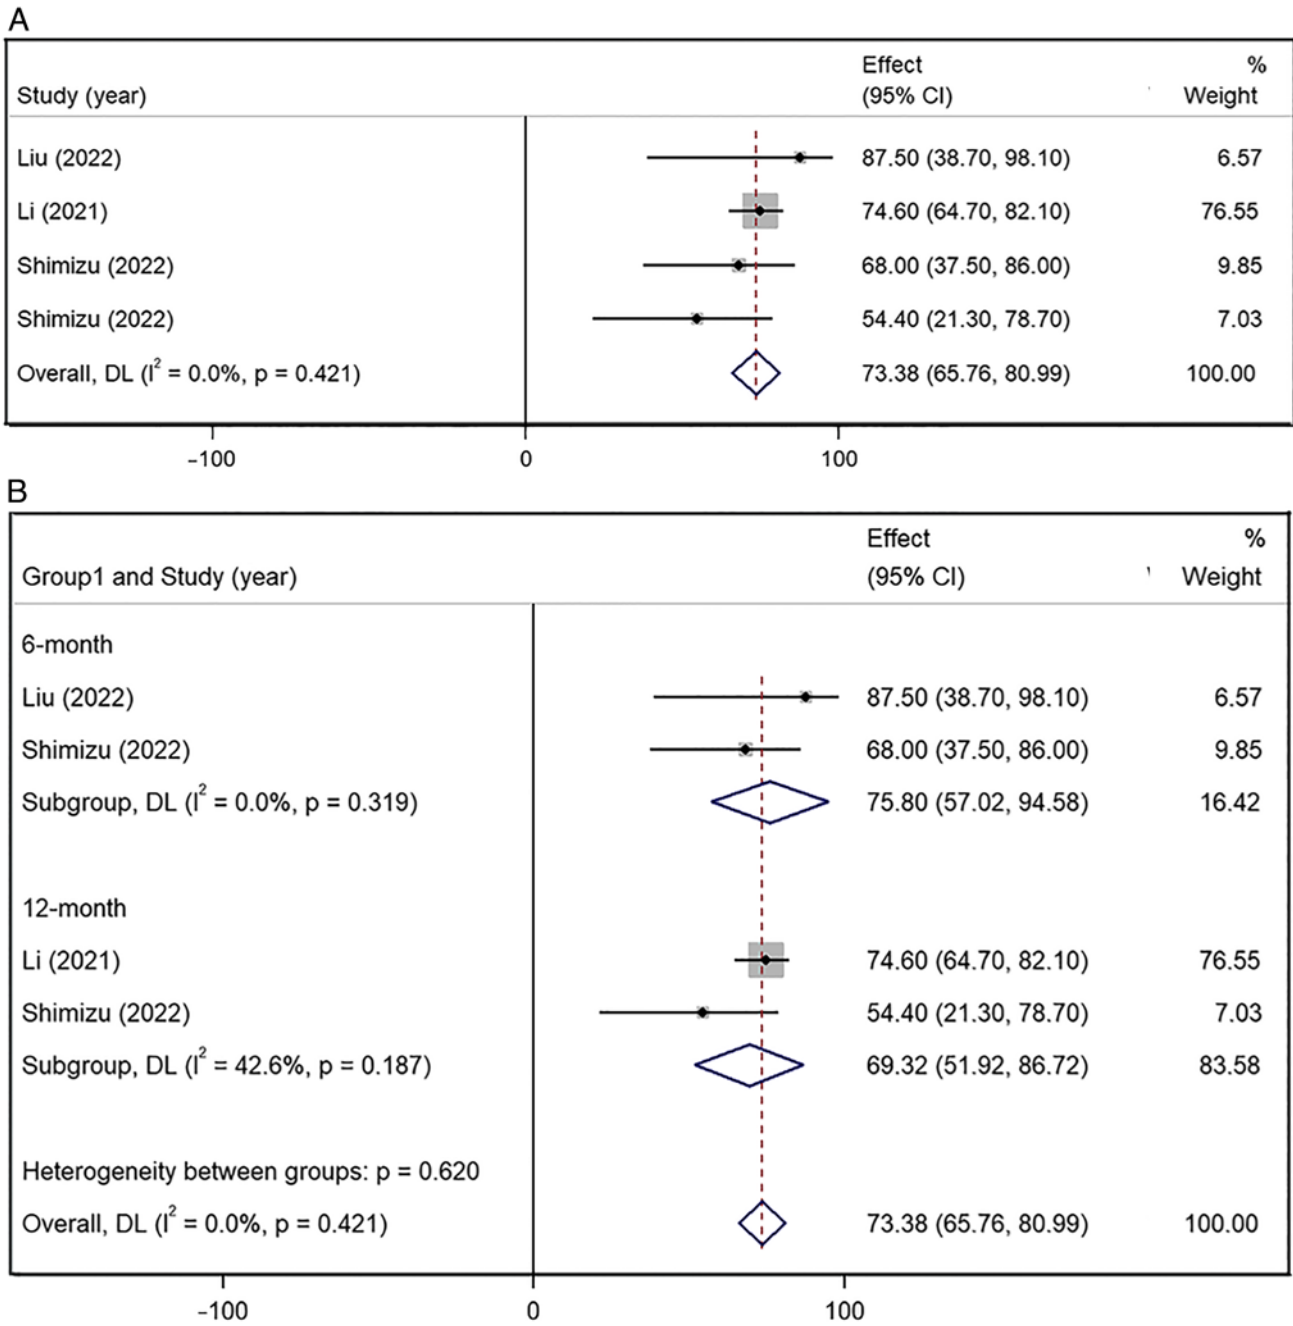 A
Effect %
Study (year) (95% CI) Weight
Liu (2022) 87.50 (38.70, 98.10) 6.57
Li (2021) 74.60 (64.70, 82.10) 76.55
Shimizu (2022) 68.00 (37.50, 86.00) 9.85
Shimizu (2022) 54.40 (21.30, 78.70) 7.03
Overall, DL (I² = 0.0%, p = 0.421) 73.38 (65.76, 80.99) 100.00
−100 0 100
B
Effect %
Group1 and Study (year) (95% CI) Weight
6-month
Liu (2022) 87.50 (38.70, 98.10) 6.57
Shimizu (2022) 68.00 (37.50, 86.00) 9.85
Subgroup, DL (I² = 0.0%, p = 0.319) 75.80 (57.02, 94.58) 16.42
12-month
Li (2021) 74.60 (64.70, 82.10) 76.55
Shimizu (2022) 54.40 (21.30, 78.70) 7.03
Subgroup, DL (I² = 42.6%, p = 0.187) 69.32 (51.92, 86.72) 83.58
Heterogeneity between groups: p = 0.620
Overall, DL (I² = 0.0%, p = 0.421) 73.38 (65.76, 80.99) 100.00
−100 0 100